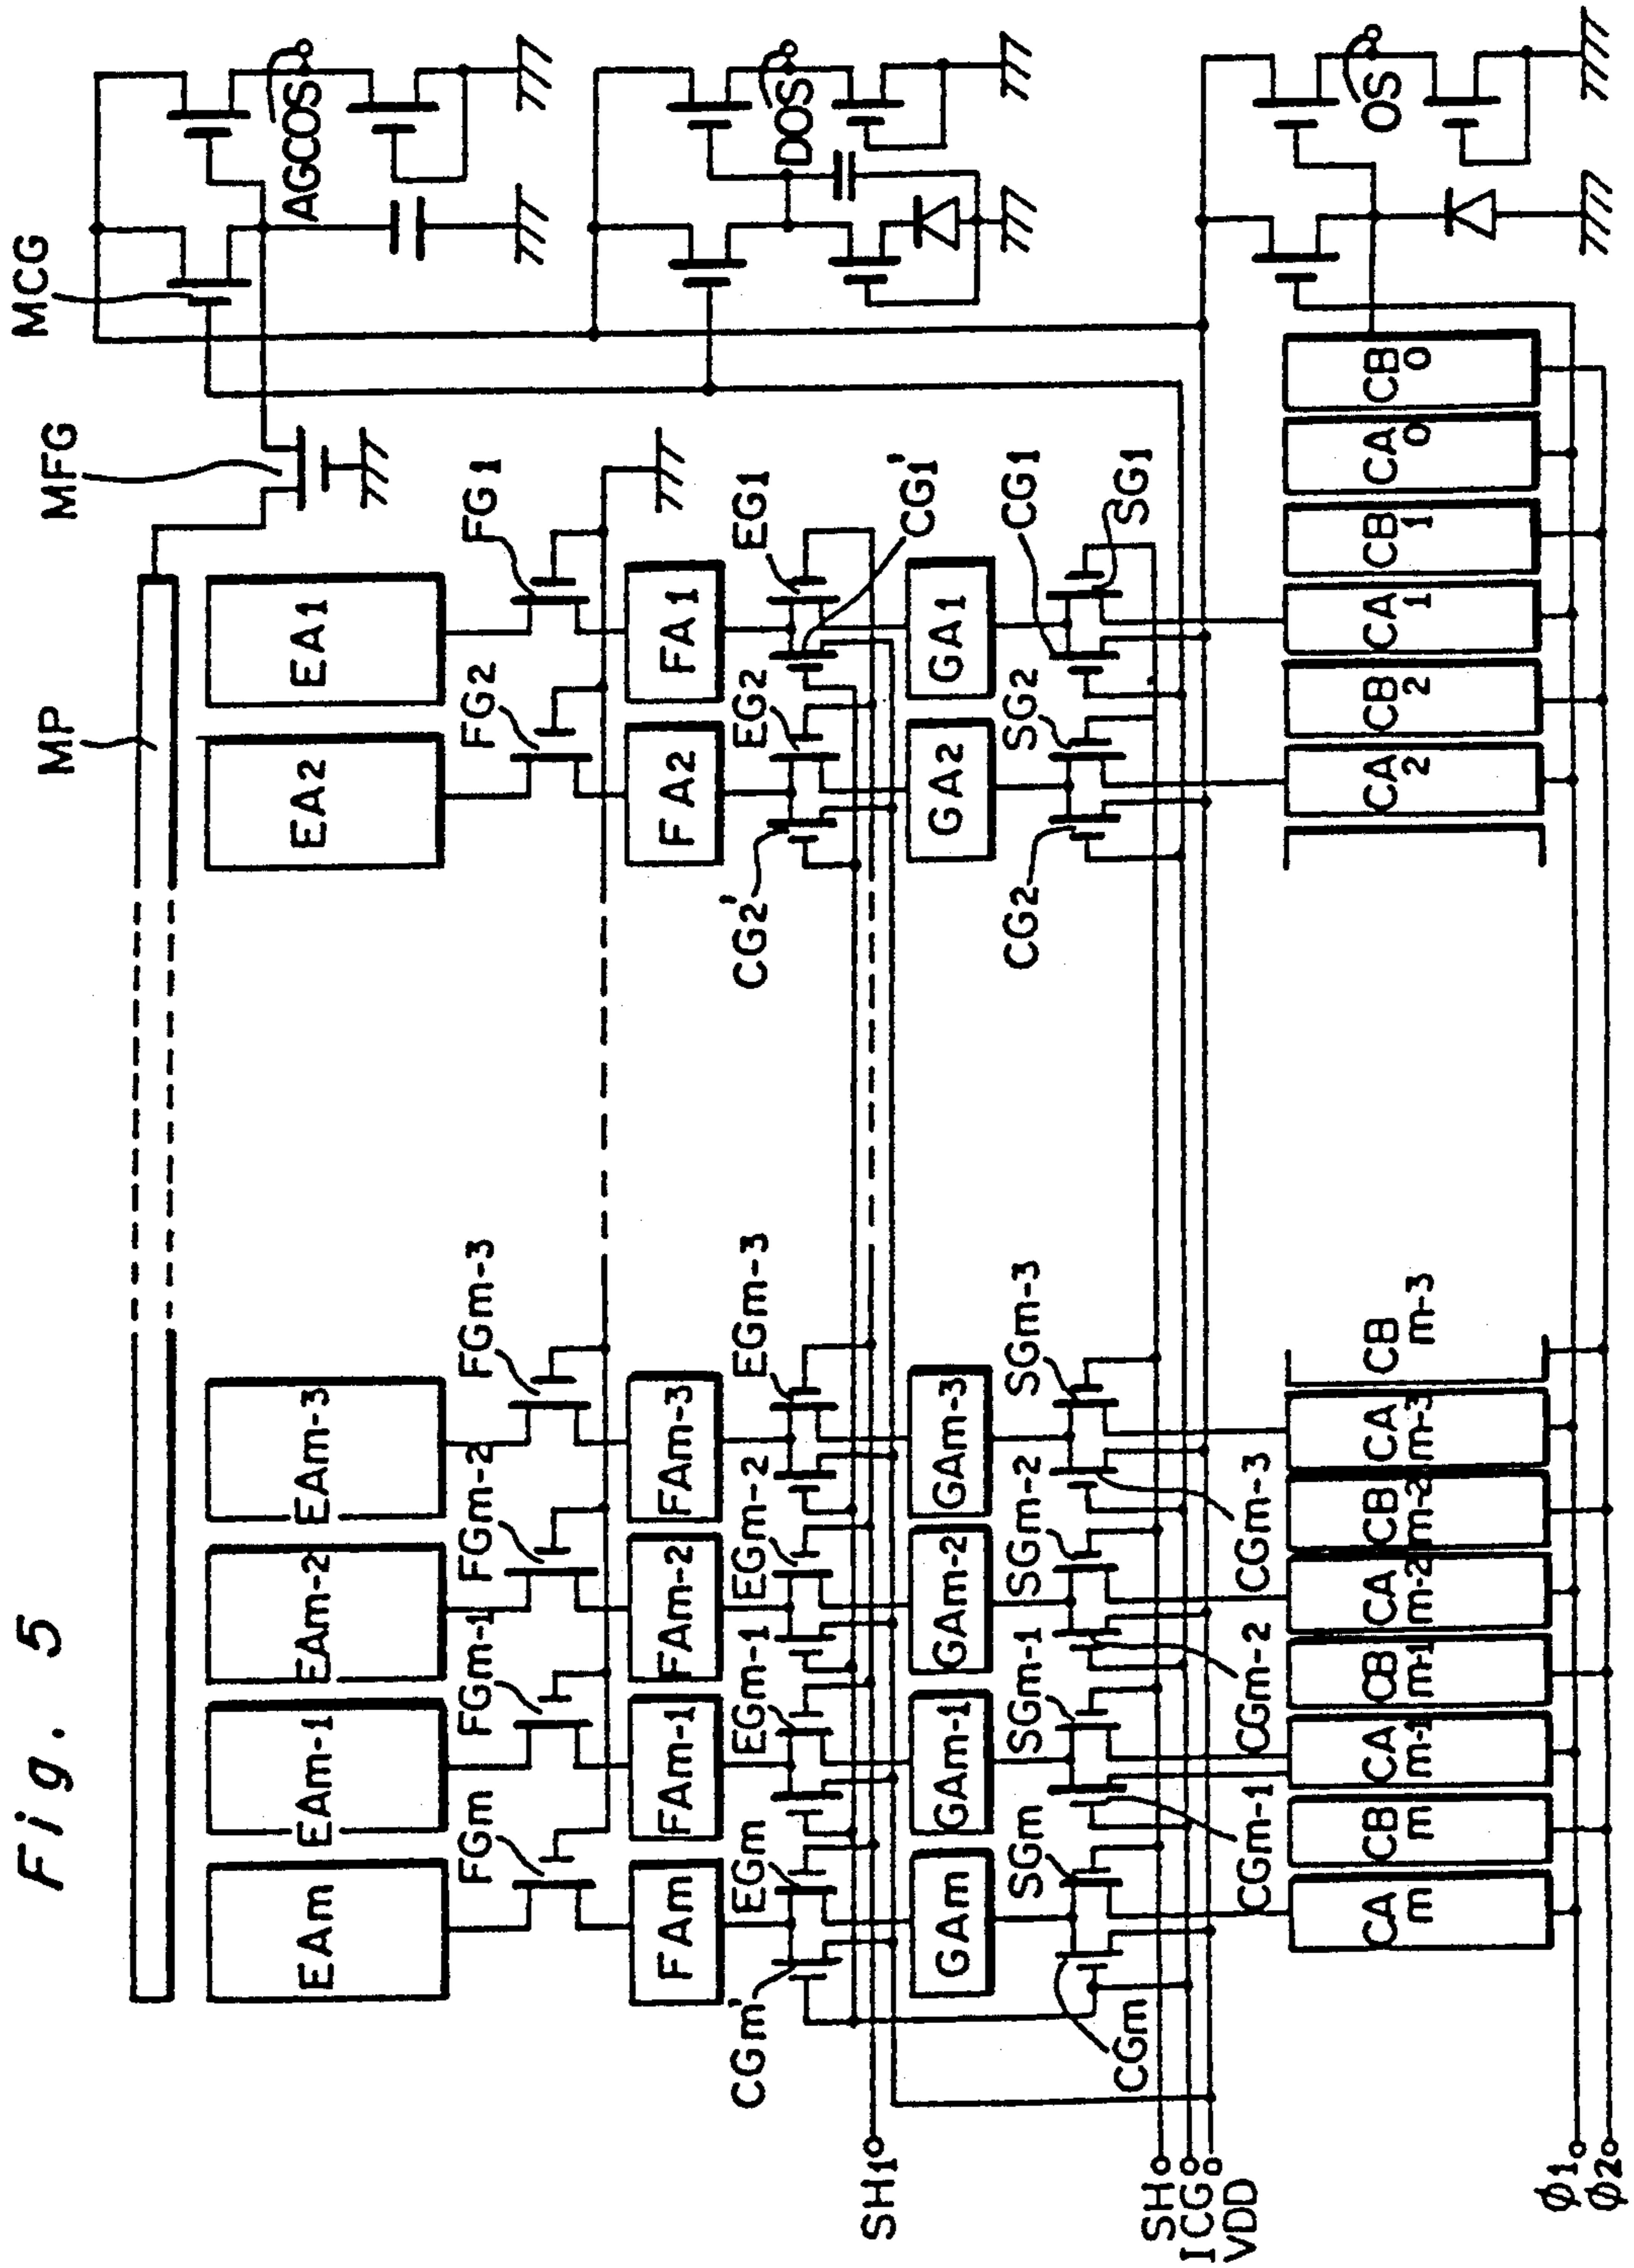 Fig. 5
MP
MFG
MCG
EAm
EAm-1
EAm-2
EAm-3
EA2
EA1
AGCOS
FGm
FGm-1
FGm-2
FGm-3
FG2
FG1
FAm
FAm-1
FAm-2
FAm-3
FA2
FA1
CGm'
EGm
EGm-1
EGm-2
EGm-3
CG2'
EG2
EG1
CG1'
DOS
SH1
GAm
GAm-1
GAm-2
GAm-3
GA2
GA1
CGm
SGm
SGm-1
SGm-2
SGm-3
CG2
SG2
CG1
SG1
SH
ICG
VDD
CGm-1
CGm-2
CGm-3
CA m
CB m
CA m-1
CB m-1
CA m-2
CB m-2
CA m-3
CB m-3
CA 2
CB 2
CA 1
CB 1
CA 0
CB 0
OS
Φ1
Φ2